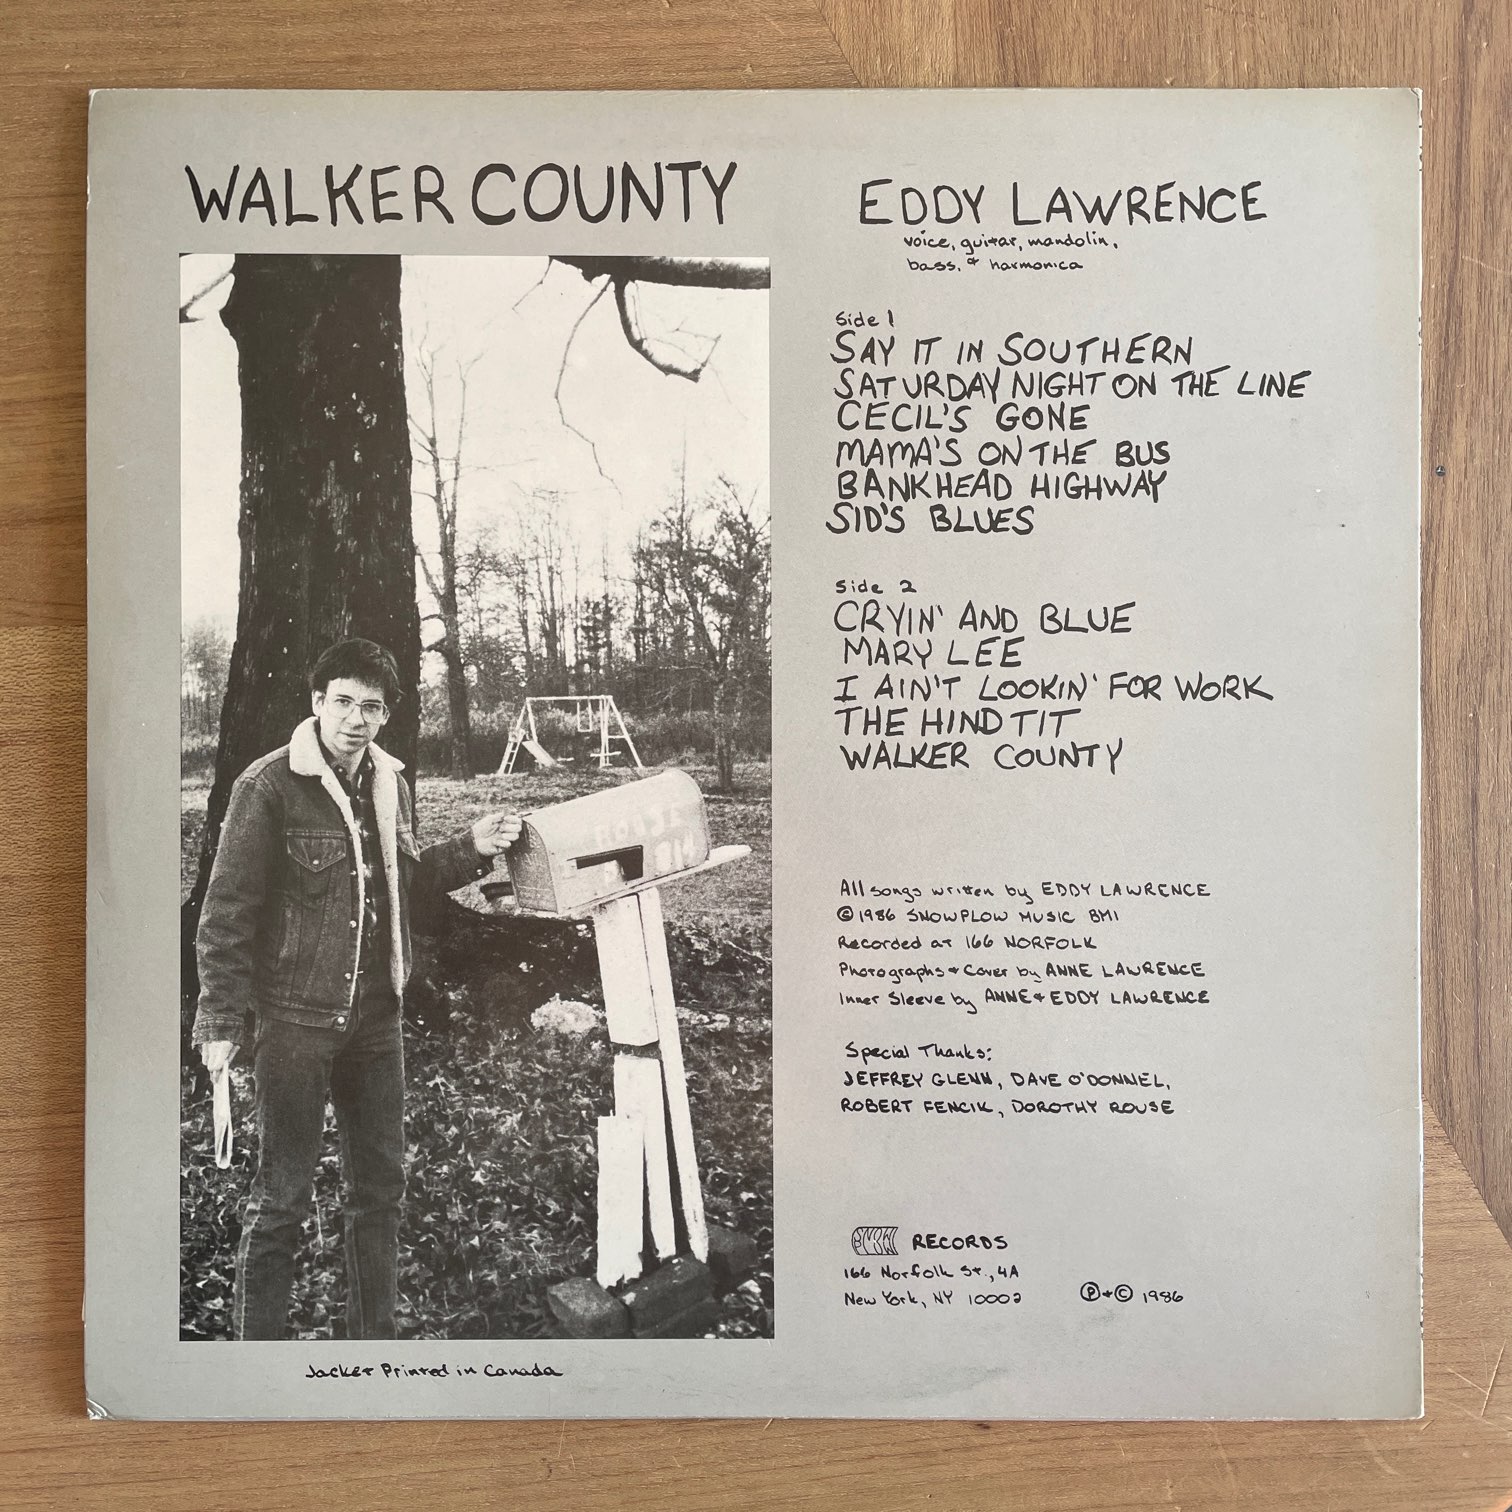 WALKER COUNTY
EDDY LAWRENCE
voice, guitar, mandolin,
bass, & harmonica
Side 1
SAY IT IN SOUTHERN
SATURDAY NIGHT ON THE LINE
CECIL'S GONE
MAMA'S ON THE BUS
BANKHEAD HIGHWAY
SID'S BLUES
Side 2
CRYIN' AND BLUE
MARY LEE
I AIN'T LOOKIN' FOR WORK
THE HIND TIT
WALKER COUNTY
All songs written by EDDY LAWRENCE
© 1986 SNOWPLOW MUSIC BMI
Recorded at 166 NORFOLK
Photographs & Cover by ANNE LAWRENCE
Inner Sleeve by ANNE & EDDY LAWRENCE
Special Thanks:
JEFFREY GLENN, DAVE O'DONNEL,
ROBERT FENCIK, DOROTHY ROUSE
SNOW RECORDS
166 Norfolk St., 4A
New York, NY 10002
℗ & © 1986
Jacket Printed in Canada